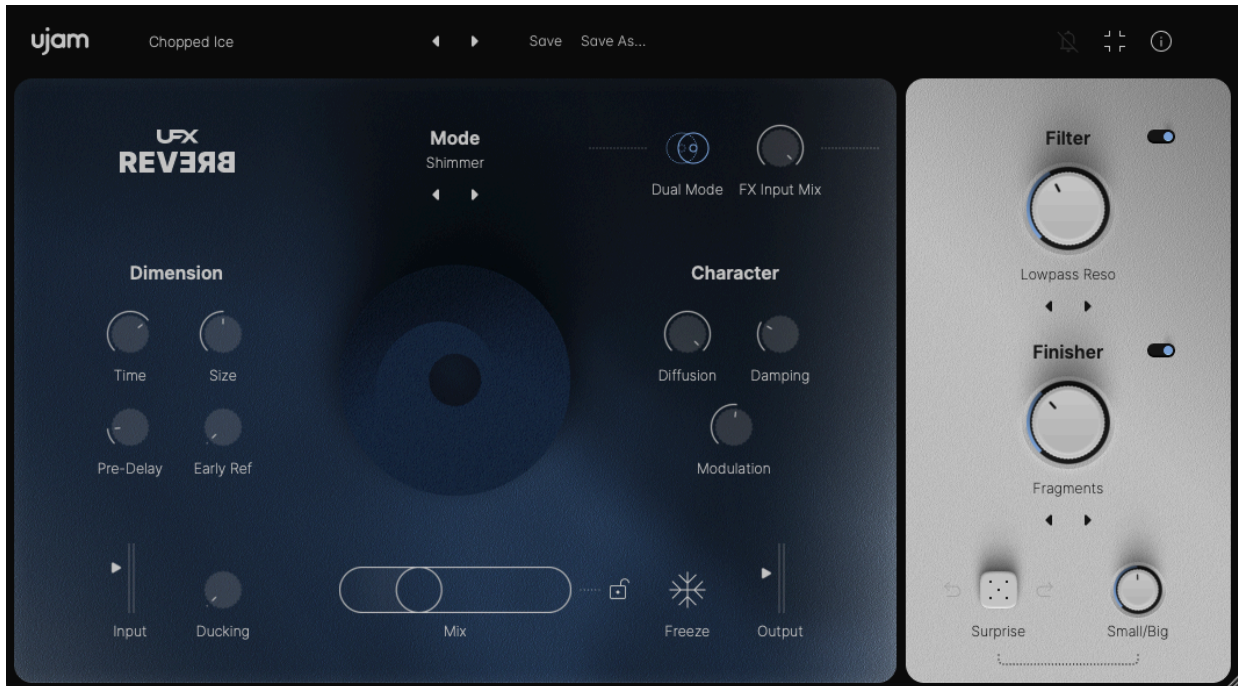 ujam
Chopped Ice
Save
Save As...
UFX
REVERB
Mode
Shimmer
Dual Mode
FX Input Mix
Dimension
Time
Size
Pre-Delay
Early Ref
Character
Diffusion
Damping
Modulation
Input
Ducking
Mix
Freeze
Output
Filter
Lowpass Reso
Finisher
Fragments
Surprise
Small/Big